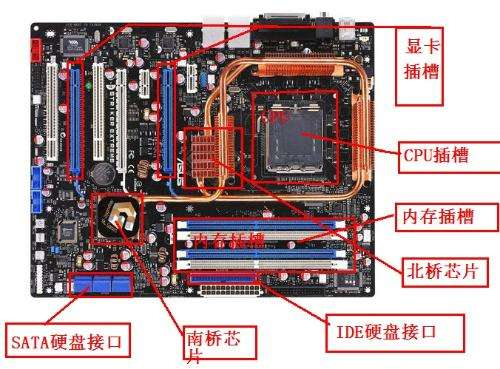 显卡
插槽
CPU
CPU插槽
STRIKER EXTREME
内存插槽
内存插槽
北桥芯片
SATA硬盘接口
南桥芯
片
IDE硬盘接口